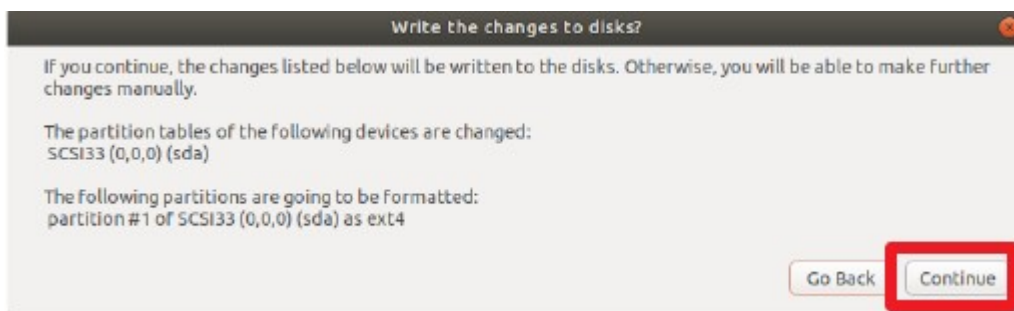 Write the changes to disks?
If you continue, the changes listed below will be written to the disks. Otherwise, you will be able to make further
changes manually.
The partition tables of the following devices are changed:
SCSI33 (0,0,0) (sda)
The following partitions are going to be formatted:
partition #1 of SCSI33 (0,0,0) (sda) as ext4
Go Back Continue